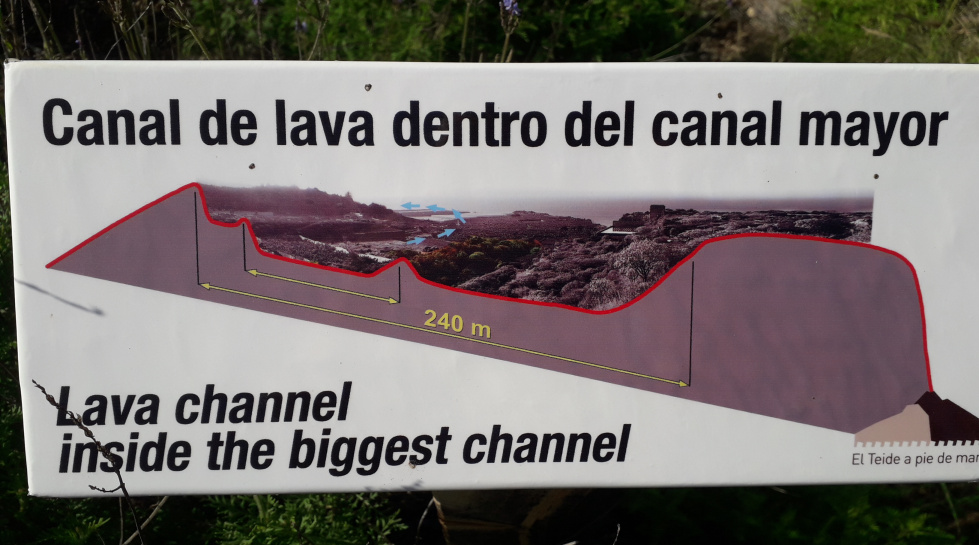 Canal de lava dentro del canal mayor
240 m
Lava channel
inside the biggest channel
El Teide a pie de mar